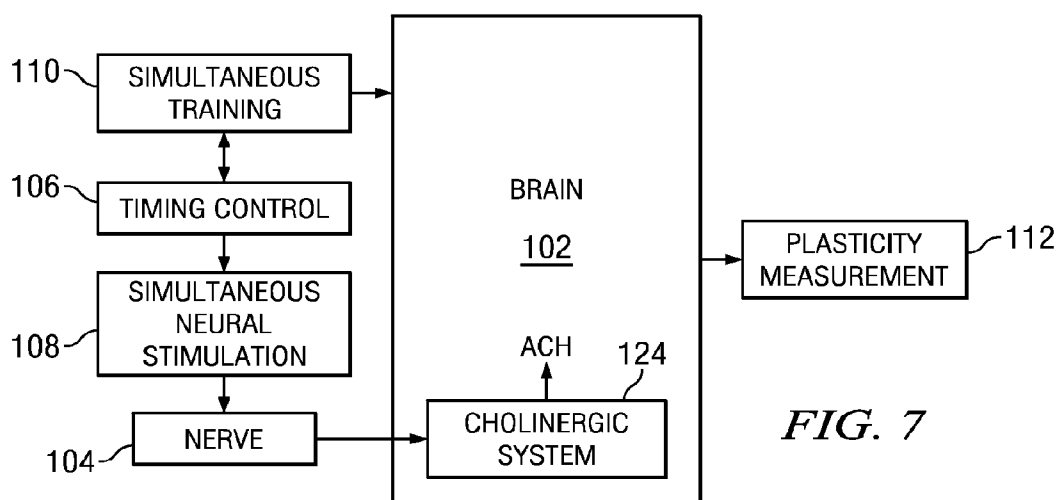 110
SIMULTANEOUS
TRAINING
106
TIMING CONTROL
108
SIMULTANEOUS
NEURAL
STIMULATION
104
NERVE
BRAIN
102
ACH
124
CHOLINERGIC
SYSTEM
PLASTICITY
MEASUREMENT
112
FIG. 7